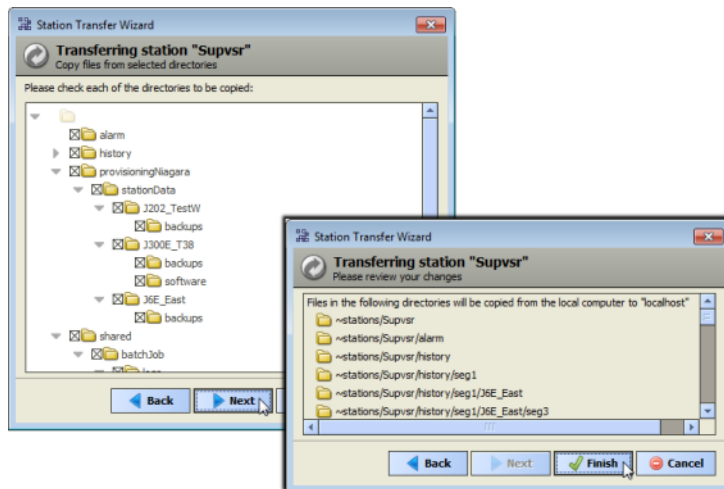 Station Transfer Wizard
Transferring station "Supvsr"
Copy files from selected directories
Please check each of the directories to be copied:
alarm
history
provisioningNiagara
stationData
J202_TestW
backups
J300E_T38
backups
software
J6E_East
backups
shared
batchJob
Back
Next
Station Transfer Wizard
Transferring station "Supvsr"
Please review your changes
Files in the following directories will be copied from the local computer to "localhost"
~stations/Supvsr
~stations/Supvsr/alarm
~stations/Supvsr/history
~stations/Supvsr/history/seg1
~stations/Supvsr/history/seg1/J6E_East
~stations/Supvsr/history/seg1/J6E_East/seg3
Back
Next
Finish
Cancel